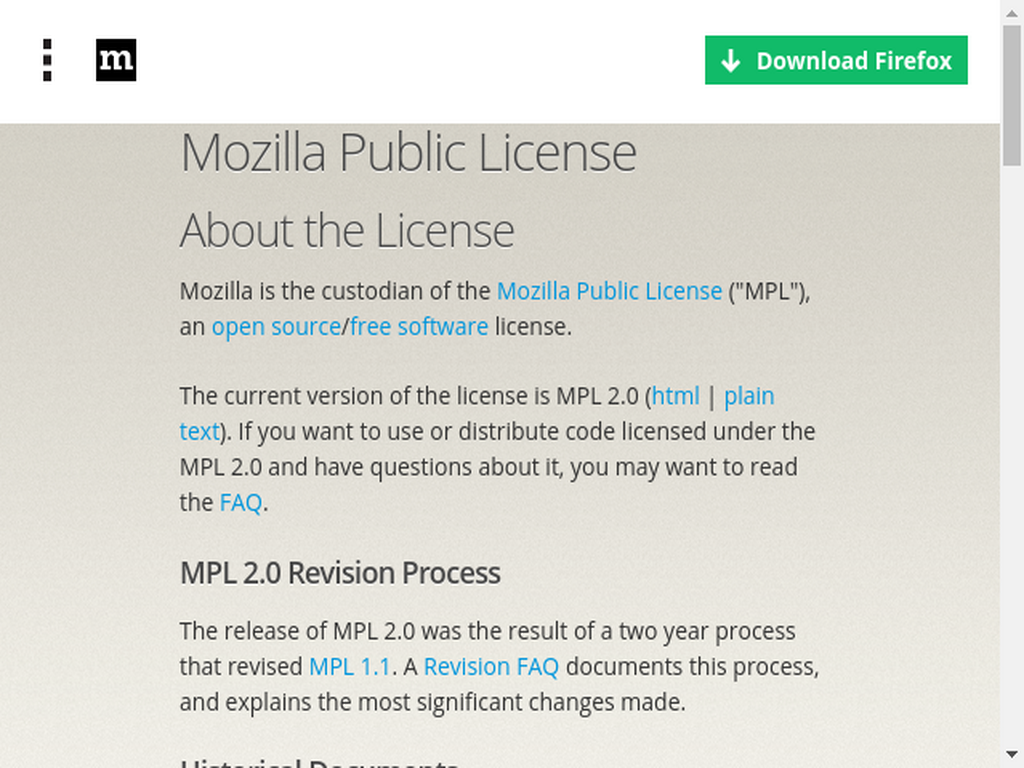 m
Download Firefox
Mozilla Public License
About the License
Mozilla is the custodian of the Mozilla Public License ("MPL"),
an open source/free software license.
The current version of the license is MPL 2.0 (html | plain
text). If you want to use or distribute code licensed under the
MPL 2.0 and have questions about it, you may want to read
the FAQ.
MPL 2.0 Revision Process
The release of MPL 2.0 was the result of a two year process
that revised MPL 1.1. A Revision FAQ documents this process,
and explains the most significant changes made.
Historical Documents